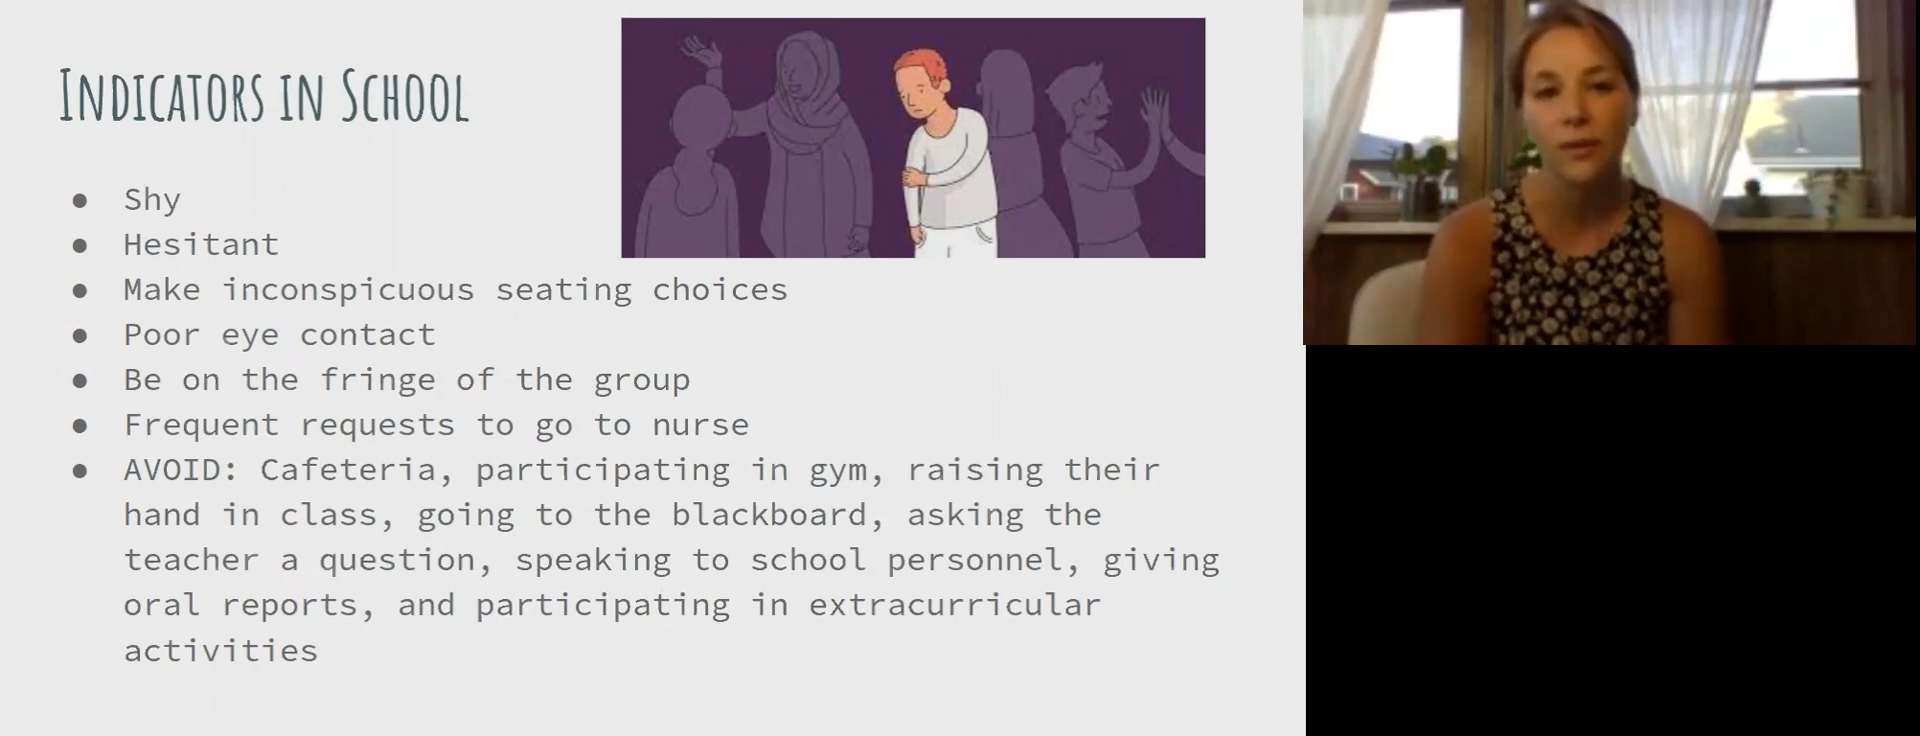 INDICATORS IN SCHOOL
● Shy
● Hesitant
● Make inconspicuous seating choices
● Poor eye contact
● Be on the fringe of the group
● Frequent requests to go to nurse
● AVOID: Cafeteria, participating in gym, raising their
hand in class, going to the blackboard, asking the
teacher a question, speaking to school personnel, giving
oral reports, and participating in extracurricular
activities